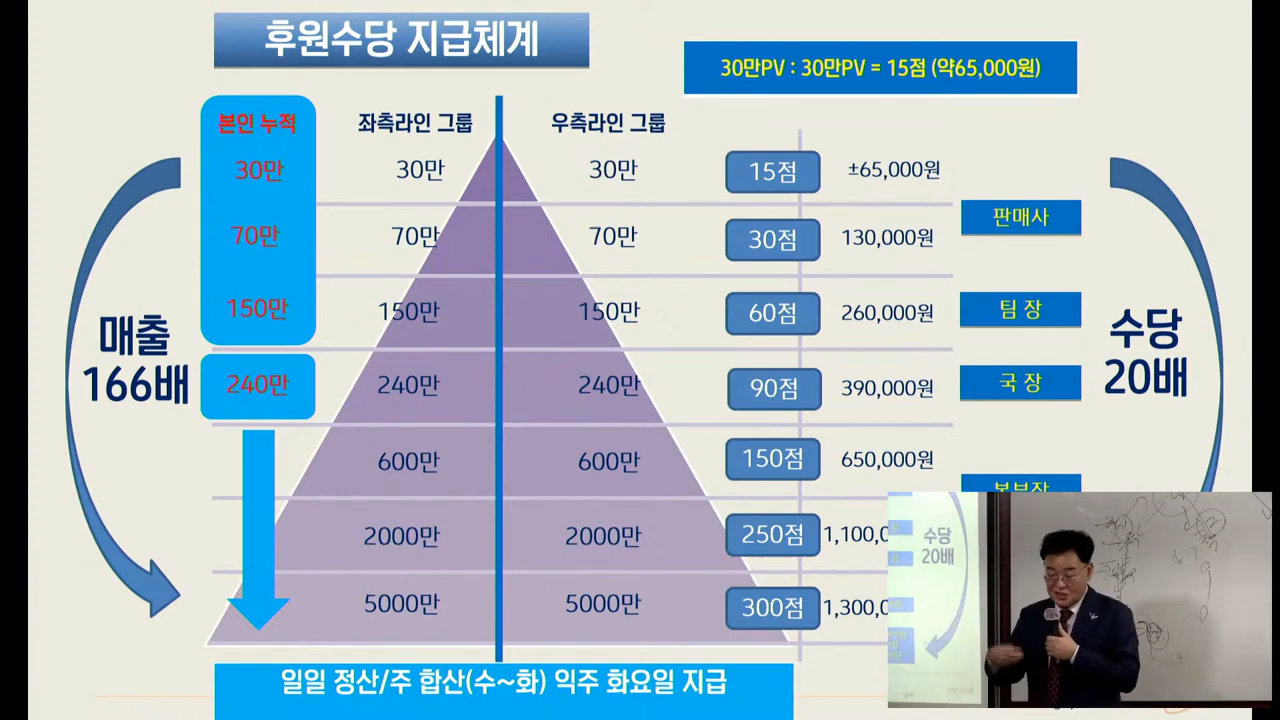 후원수당 지급체계
30만PV : 30만PV = 15점 (약65,000원)
본인 누적 좌측라인 그룹 우측라인 그룹
30만 30만 30만 15점 ±65,000원
판매사
70만 70만 70만 30점 130,000원
150만 150만 150만 60점 260,000원 팀 장
매출
166배
수당
20배
240만 240만 240만 90점 390,000원 국 장
600만 600만 150점 650,000원
2000만 2000만 250점 1,100,0
5000만 5000만 300점 1,300,0
일일 정산/주 합산(수~화) 익주 화요일 지급
수당
20배